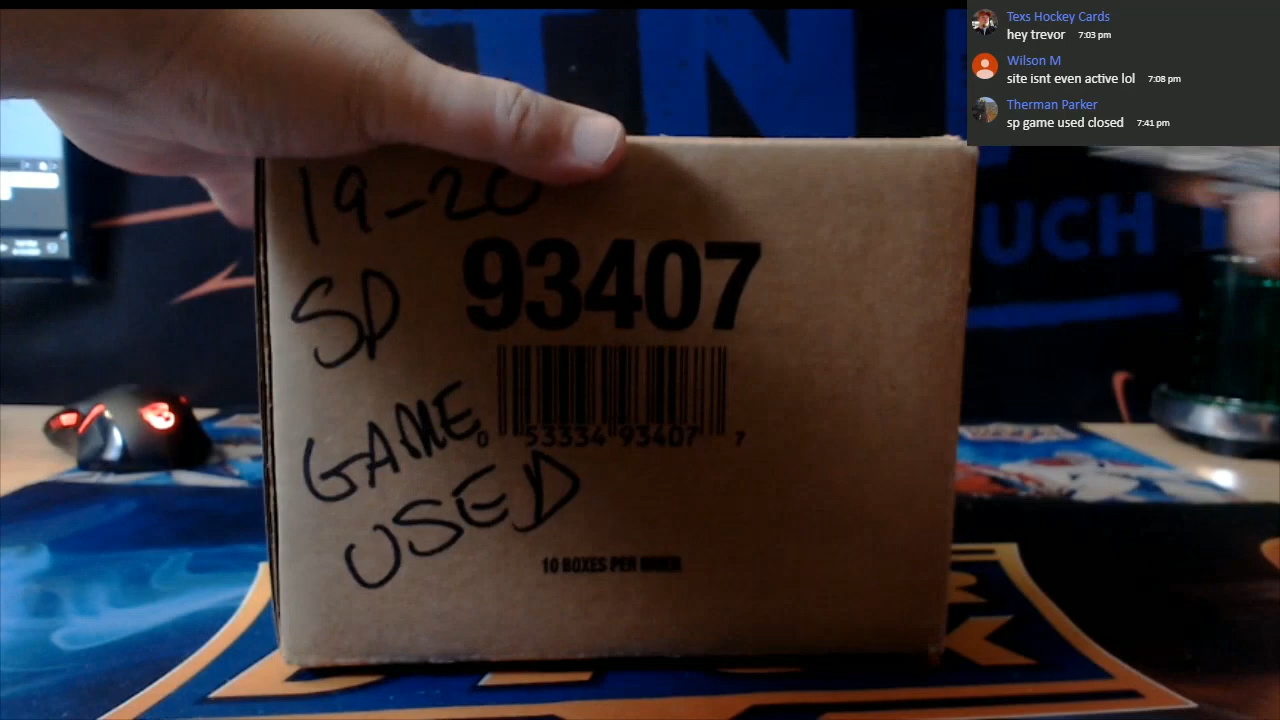 Texs Hockey Cards
hey trevor 7:03 pm
Wilson M
site isnt even active lol 7:08 pm
Therman Parker
sp game used closed 7:41 pm
19-20
SP
GAME
USED
93407
0 53334 93407 7
10 BOXES PER INNER
TN
UCH